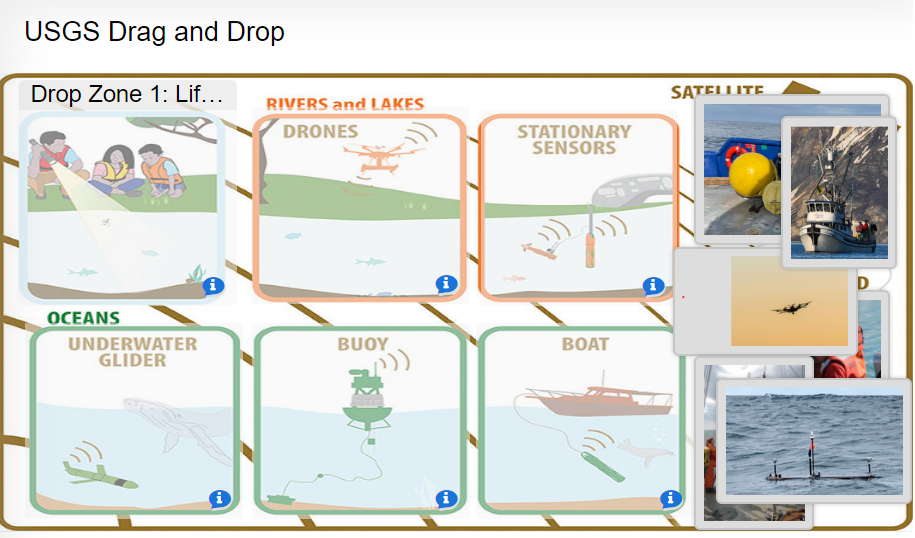 USGS Drag and Drop
Drop Zone 1: Lif...
RIVERS and LAKES
SATELLITE
DRONES
STATIONARY
SENSORS
i
i
i
D
OCEANS
UNDERWATER
GLIDER
BUOY
BOAT
i
i
i